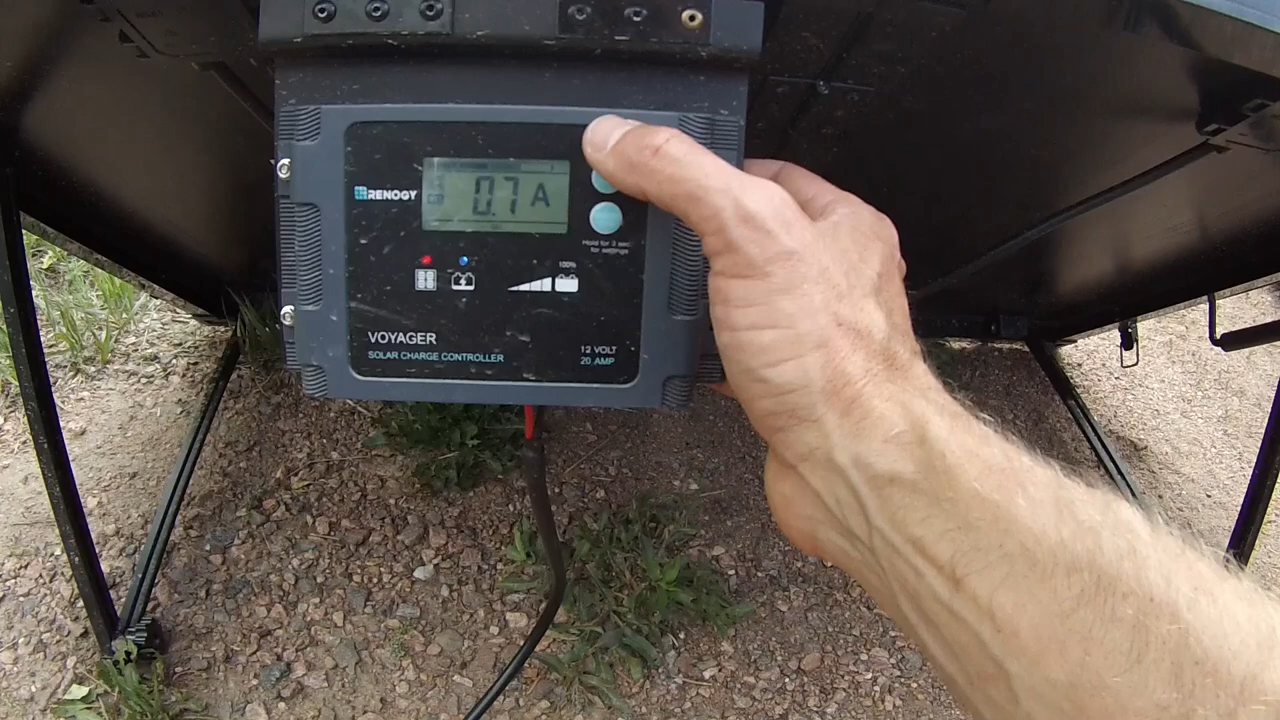 RENOGY
0.7 A
Hold for 3 sec
for settings
100%
VOYAGER
SOLAR CHARGE CONTROLLER
12 VOLT
20 AMP